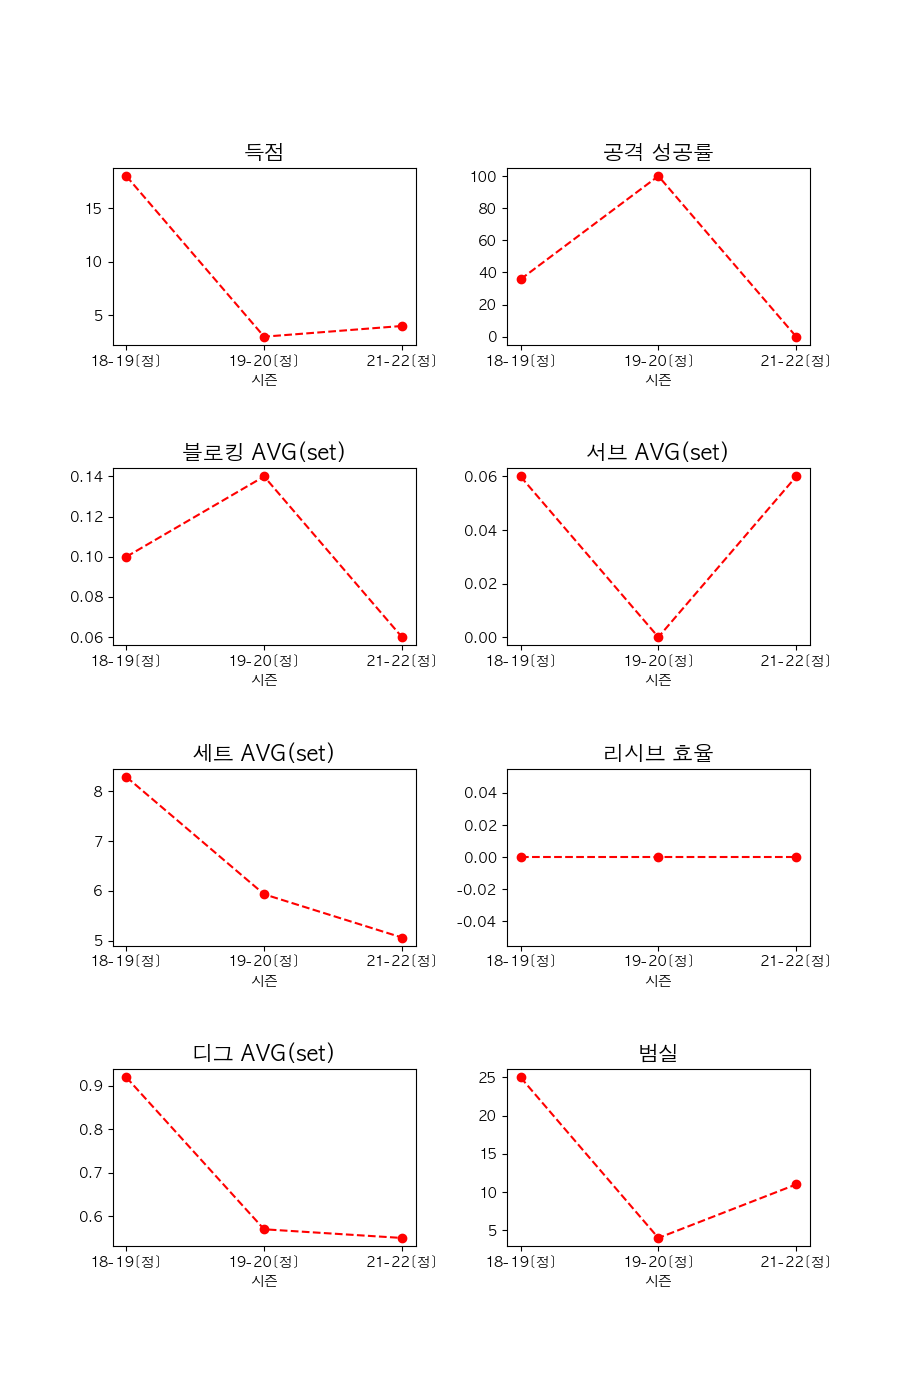 득점
15
10
5
18-19(정)
19-20(정)
21-22(정)
시즌
공격 성공률
100
80
60
40
20
0
18-19(정)
19-20(정)
21-22(정)
시즌
블로킹 AVG(set)
0.14
0.12
0.10
0.08
0.06
18-19(정)
19-20(정)
21-22(정)
시즌
서브 AVG(set)
0.06
0.04
0.02
0.00
18-19(정)
19-20(정)
21-22(정)
시즌
세트 AVG(set)
8
7
6
5
18-19(정)
19-20(정)
21-22(정)
시즌
리시브 효율
0.04
0.02
0.00
-0.02
-0.04
18-19(정)
19-20(정)
21-22(정)
시즌
디그 AVG(set)
0.9
0.8
0.7
0.6
18-19(정)
19-20(정)
21-22(정)
시즌
범실
25
20
15
10
5
18-19(정)
19-20(정)
21-22(정)
시즌